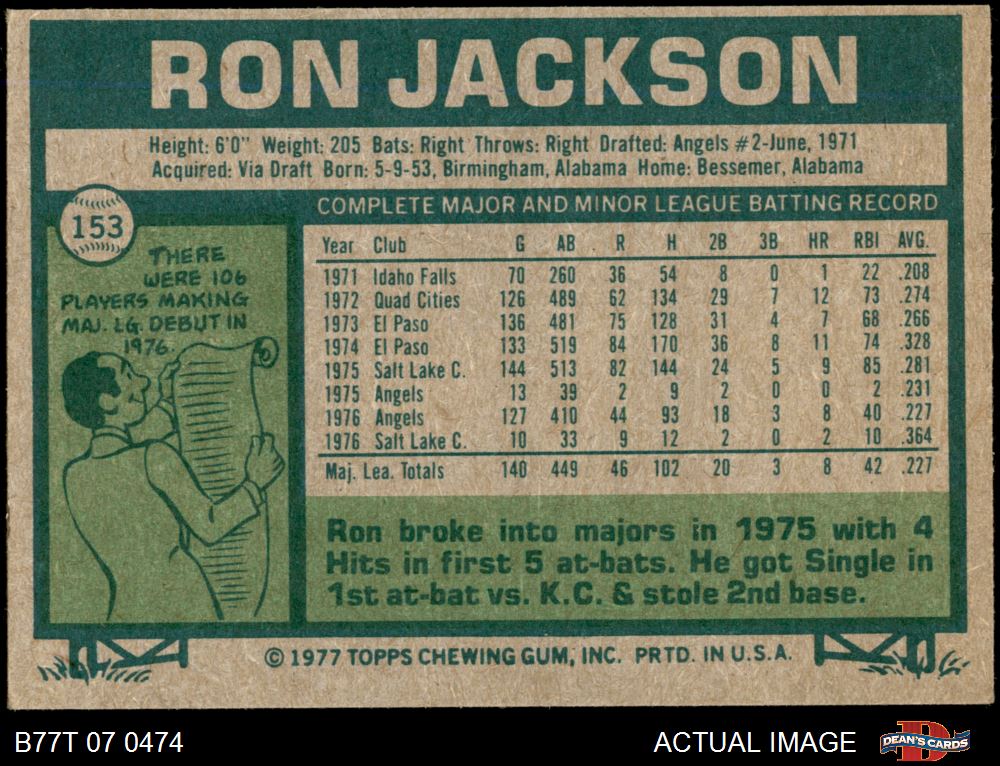 RON JACKSON
Height: 6'0" Weight: 205 Bats: Right Throws: Right Drafted: Angels #2-June, 1971
Acquired: Via Draft Born: 5-9-53, Birmingham, Alabama Home: Bessemer, Alabama
153
THERE
WERE 106
PLAYERS MAKING
MAJ. LG. DEBUT IN
1976.
COMPLETE MAJOR AND MINOR LEAGUE BATTING RECORD
Year Club G AB R H 2B 3B HR RBI AVG.
1971 Idaho Falls 70 260 36 54 8 0 1 22 .208
1972 Quad Cities 126 489 62 134 29 7 12 73 .274
1973 El Paso 136 481 75 128 31 4 7 68 .266
1974 El Paso 133 519 84 170 36 8 11 74 .328
1975 Salt Lake C. 144 513 82 144 24 5 9 85 .281
1975 Angels 13 39 2 9 2 0 0 2 .231
1976 Angels 127 410 44 93 18 3 8 40 .227
1976 Salt Lake C. 10 33 9 12 2 0 2 10 .364
Maj. Lea. Totals 140 449 46 102 20 3 8 42 .227
Ron broke into majors in 1975 with 4
Hits in first 5 at-bats. He got Single in
1st at-bat vs. K.C. & stole 2nd base.
© 1977 TOPPS CHEWING GUM, INC. PRTD. IN U.S.A.
B77T 07 0474
ACTUAL IMAGE
DEAN'S CARDS